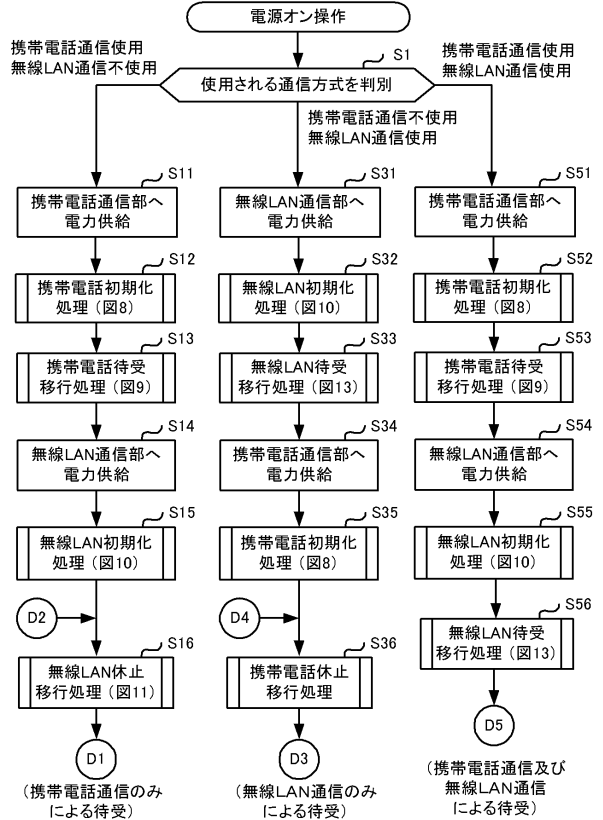 電源オン操作
S1
使用される通信方式を判別
携帯電話通信使用
無線LAN通信不使用
携帯電話通信不使用
無線LAN通信使用
携帯電話通信使用
無線LAN通信使用
S11
携帯電話通信部へ
電力供給
S12
携帯電話初期化
処理(図8)
S13
携帯電話待受
移行処理(図9)
S14
無線LAN通信部へ
電力供給
S15
無線LAN初期化
処理(図10)
D2
S16
無線LAN休止
移行処理(図11)
D1
(携帯電話通信のみ
による待受)
S31
無線LAN通信部へ
電力供給
S32
無線LAN初期化
処理(図10)
S33
無線LAN待受
移行処理(図13)
S34
携帯電話通信部へ
電力供給
S35
携帯電話初期化
処理(図8)
D4
S36
携帯電話休止
移行処理
D3
(無線LAN通信のみ
による待受)
S51
携帯電話通信部へ
電力供給
S52
携帯電話初期化
処理(図8)
S53
携帯電話待受
移行処理(図9)
S54
無線LAN通信部へ
電力供給
S55
無線LAN初期化
処理(図10)
S56
無線LAN待受
移行処理(図13)
D5
(携帯電話通信及び
無線LAN通信
による待受)